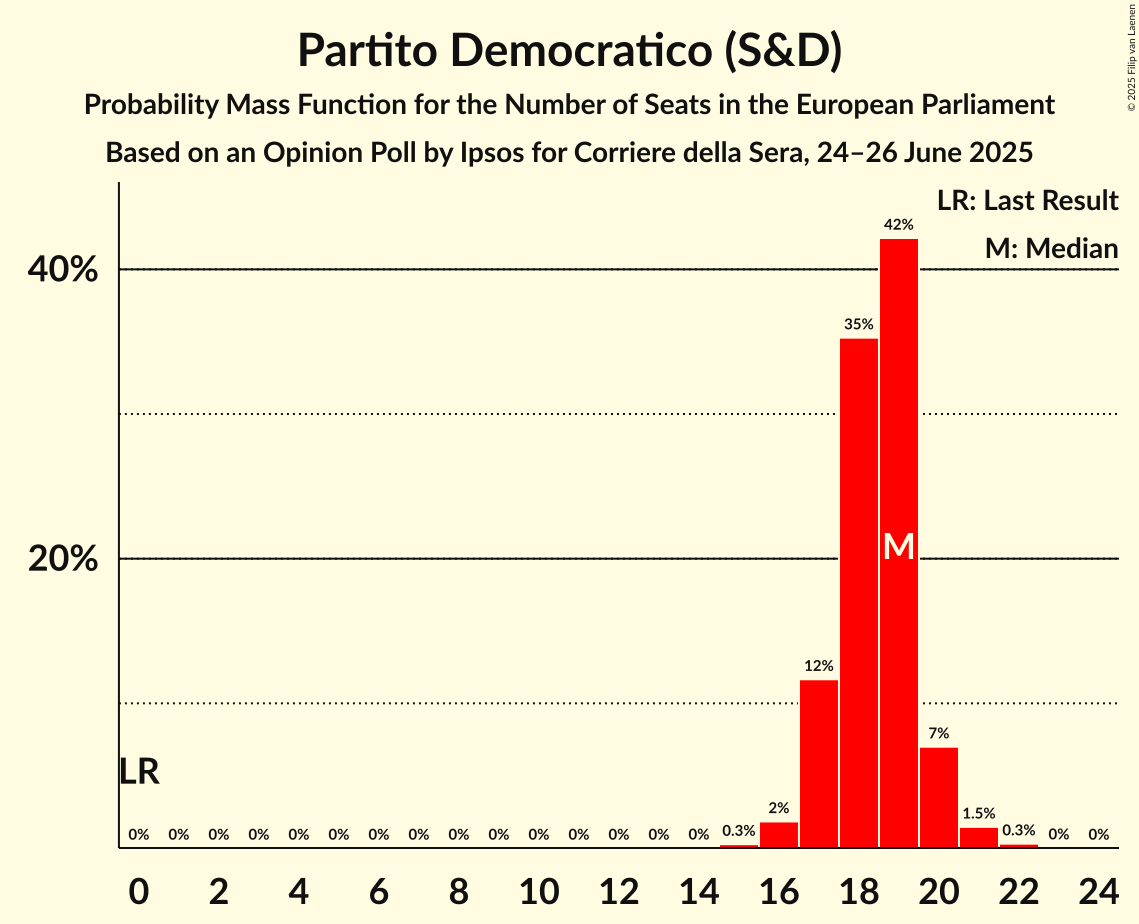 Partito Democratico (S&D)
Probability Mass Function for the Number of Seats in the European Parliament
Based on an Opinion Poll by Ipsos for Corriere della Sera, 24–26 June 2025
© 2025 Filip van Laenen
LR: Last Result
M: Median
42%
40%
35%
M
20%
12%
7%
LR
0% 0% 0% 0% 0% 0% 0% 0% 0% 0% 0% 0% 0% 0% 0% 0.3% 2% 1.5% 0.3% 0% 0%
0 2 4 6 8 10 12 14 16 18 20 22 24